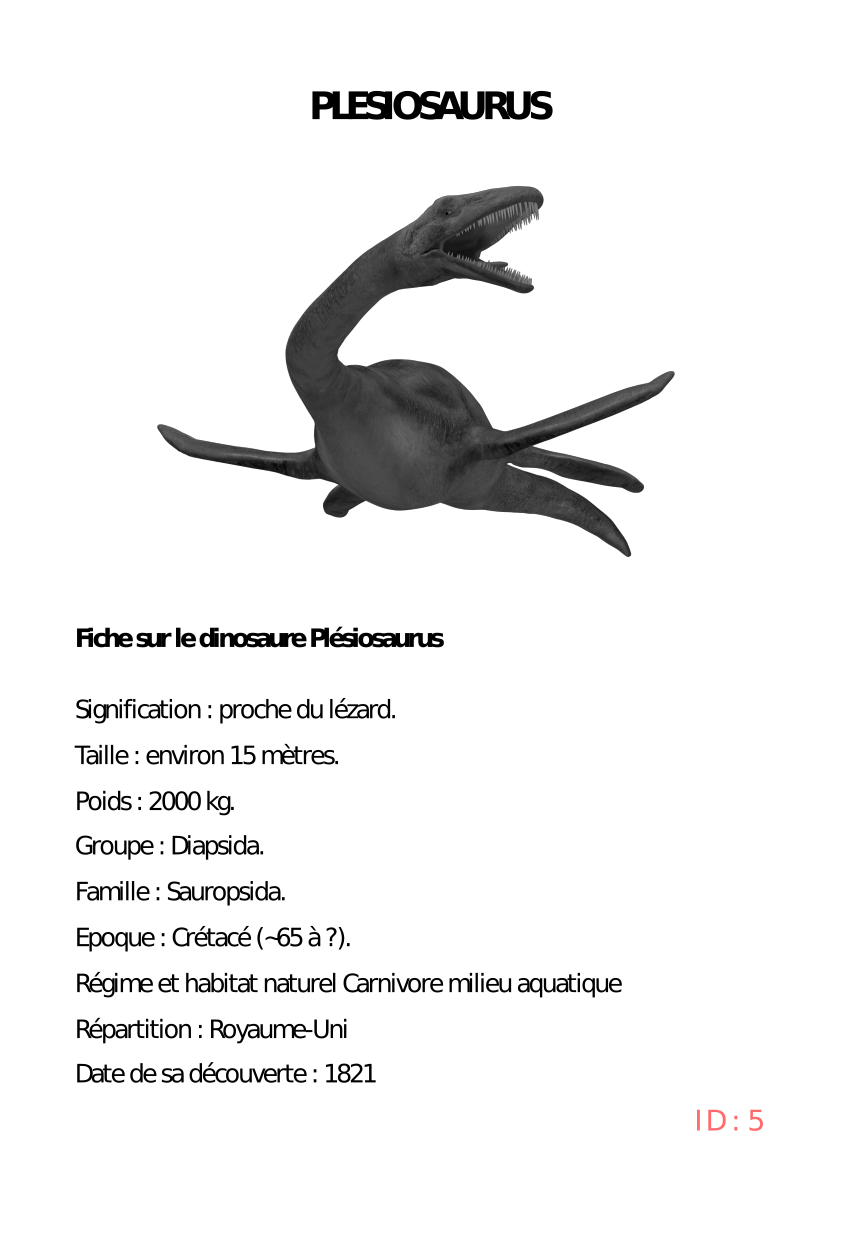 PLESIOSAURUS
Fiche sur le dinosaure Plésiosaurus
Signification : proche du lézard.
Taille : environ 15 mètres.
Poids : 2000 kg.
Groupe : Diapsida.
Famille : Sauropsida.
Epoque : Crétacé (~65 à ?).
Régime et habitat naturel Carnivore milieu aquatique
Répartition : Royaume-Uni
Date de sa découverte : 1821
ID : 5